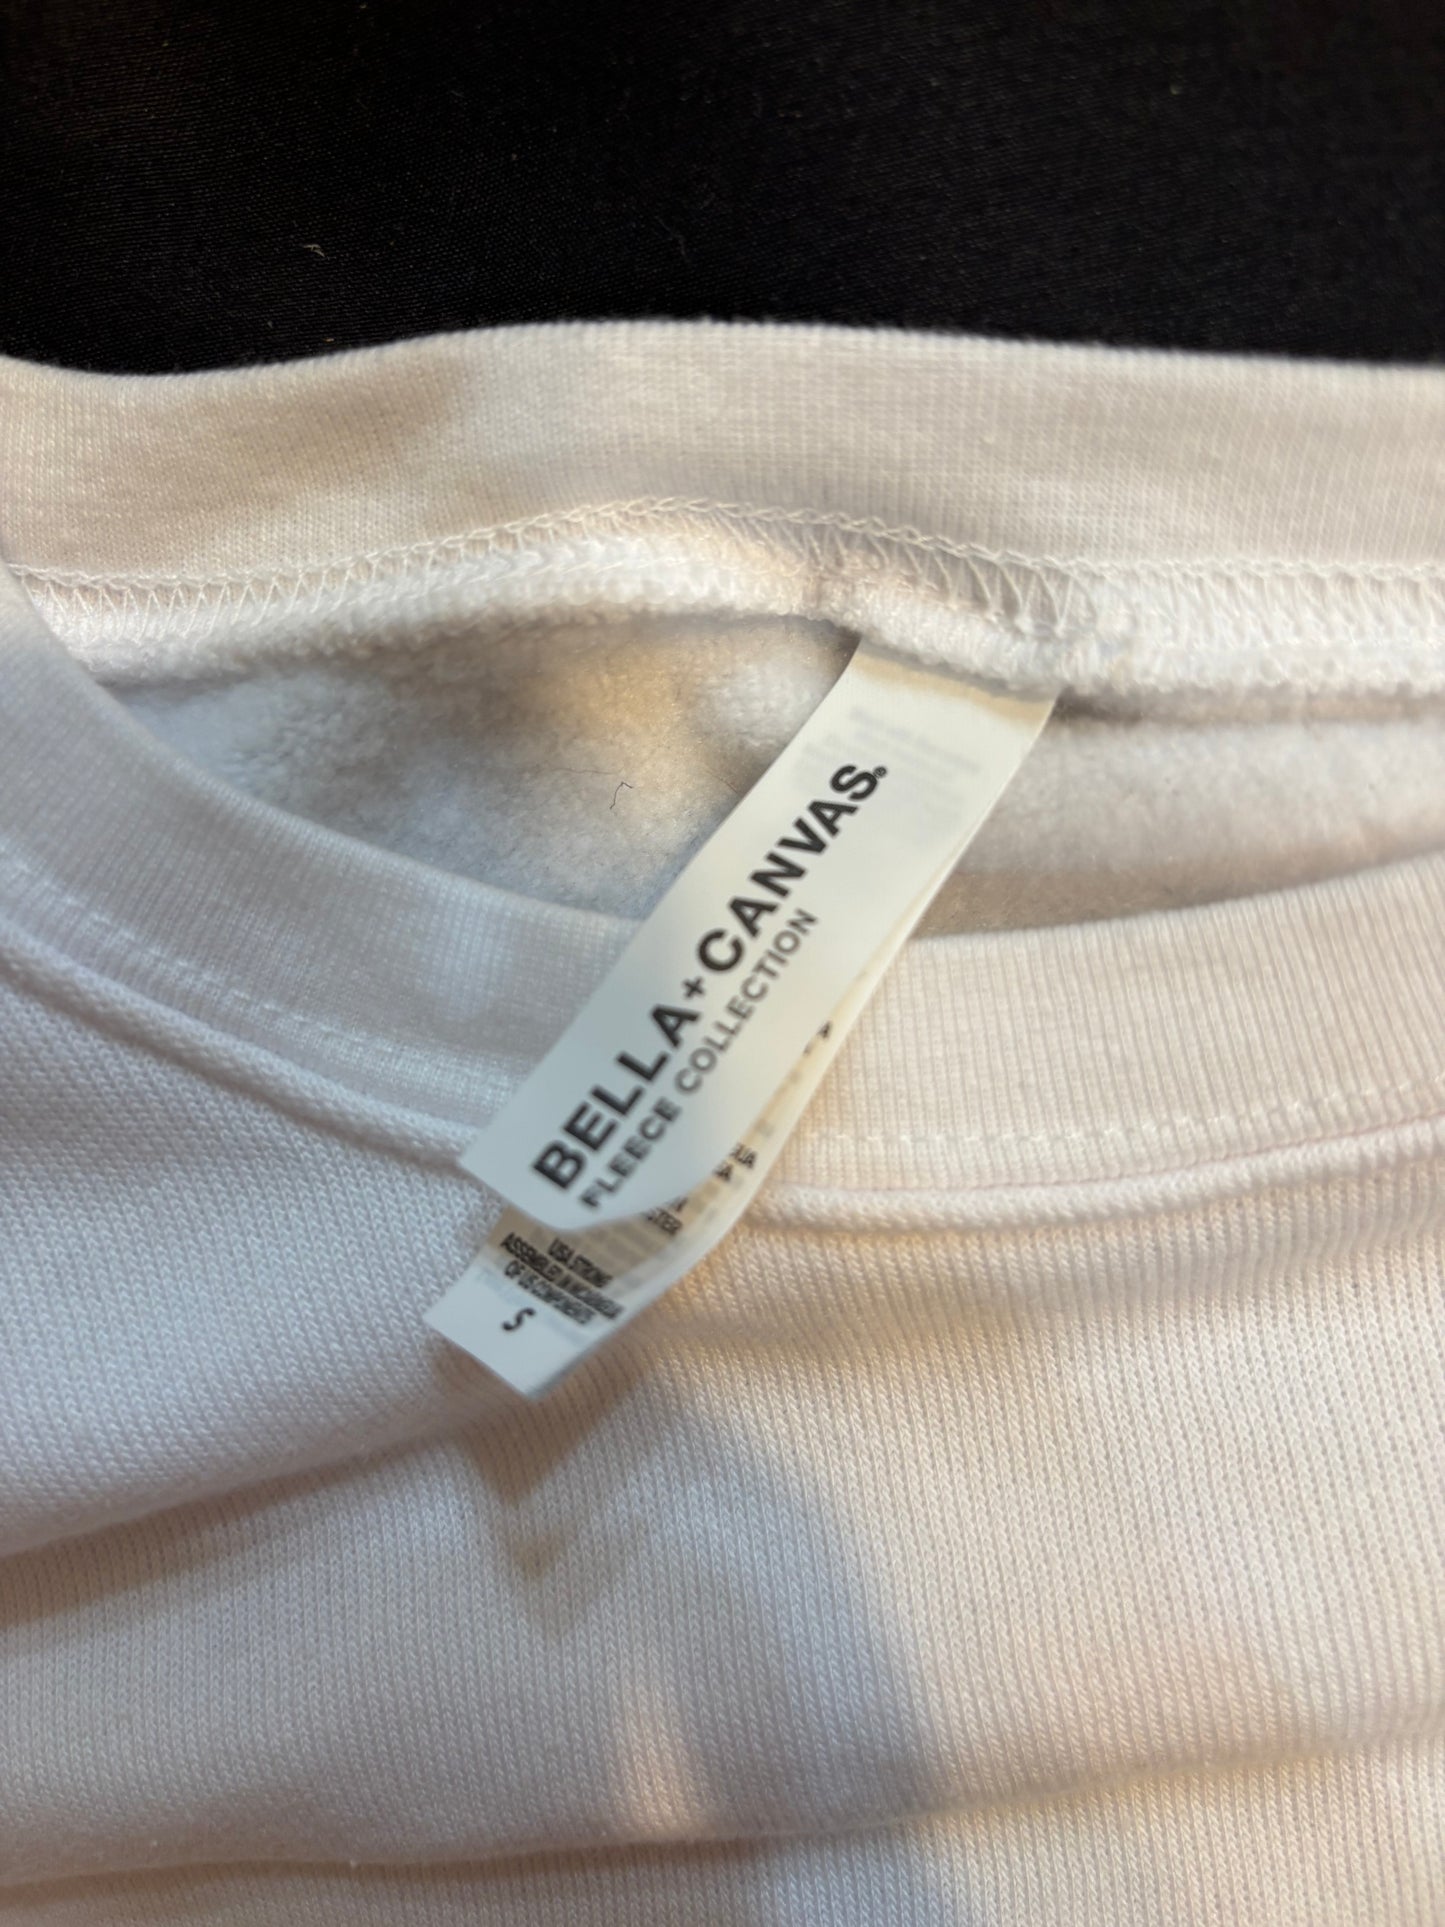 BELLA+CANVAS®
FLEECE COLLECTION
USA STRONG
ASSEMBLED IN NICARAGUA
OF US COMPONENTS
S